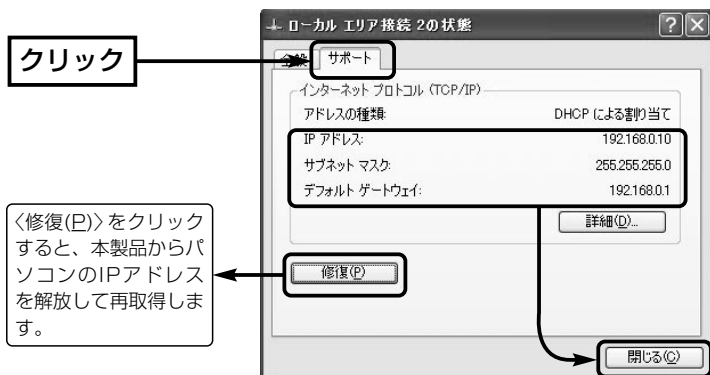 ローカル エリア接続 2の状態
クリック
全般
サポート
インターネット プロトコル (TCP/IP)
アドレスの種類:
DHCP による割り当て
IP アドレス:
192.168.0.10
サブネット マスク:
255.255.255.0
デフォルト ゲートウェイ:
192.168.0.1
詳細(D)...
〈修復(P)〉をクリック
すると、本製品からパ
ソコンのIPアドレス
を解放して再取得しま
す。
修復(P)
閉じる(C)